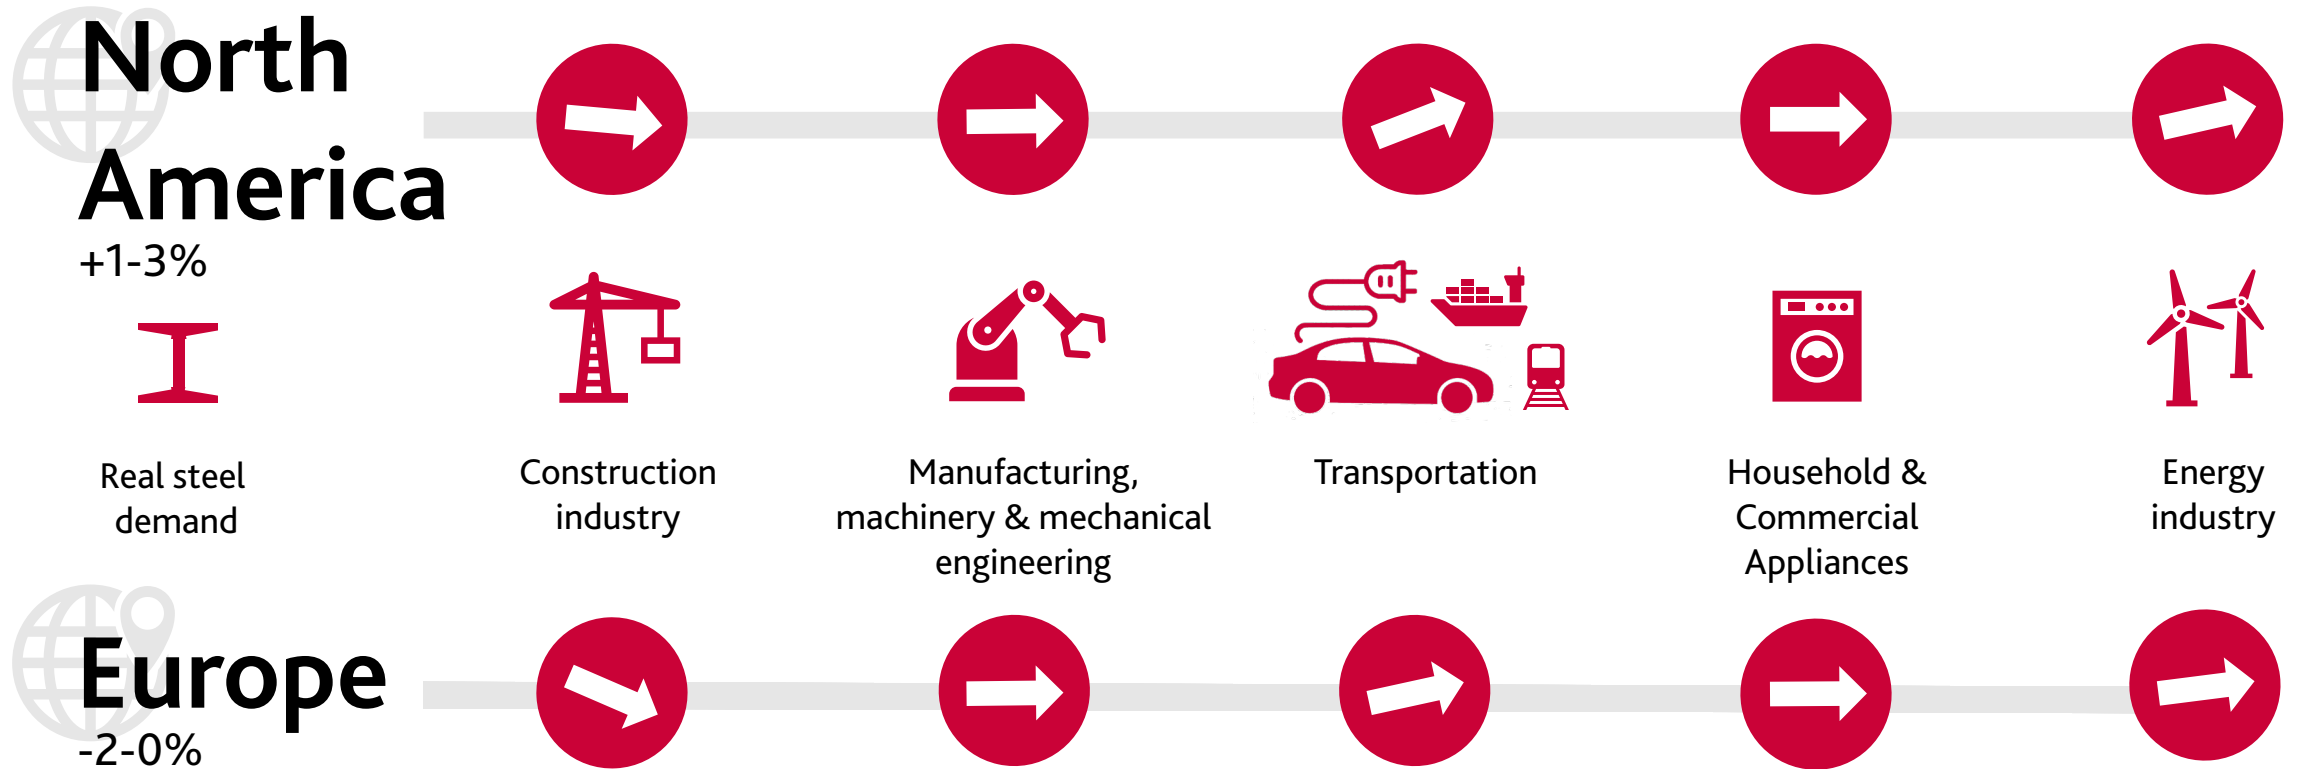 North
America
+1-3%
Real steel
demand
Construction
industry
Manufacturing,
machinery & mechanical
engineering
Transportation
Household &
Commercial
Appliances
Energy
industry
Europe
-2-0%